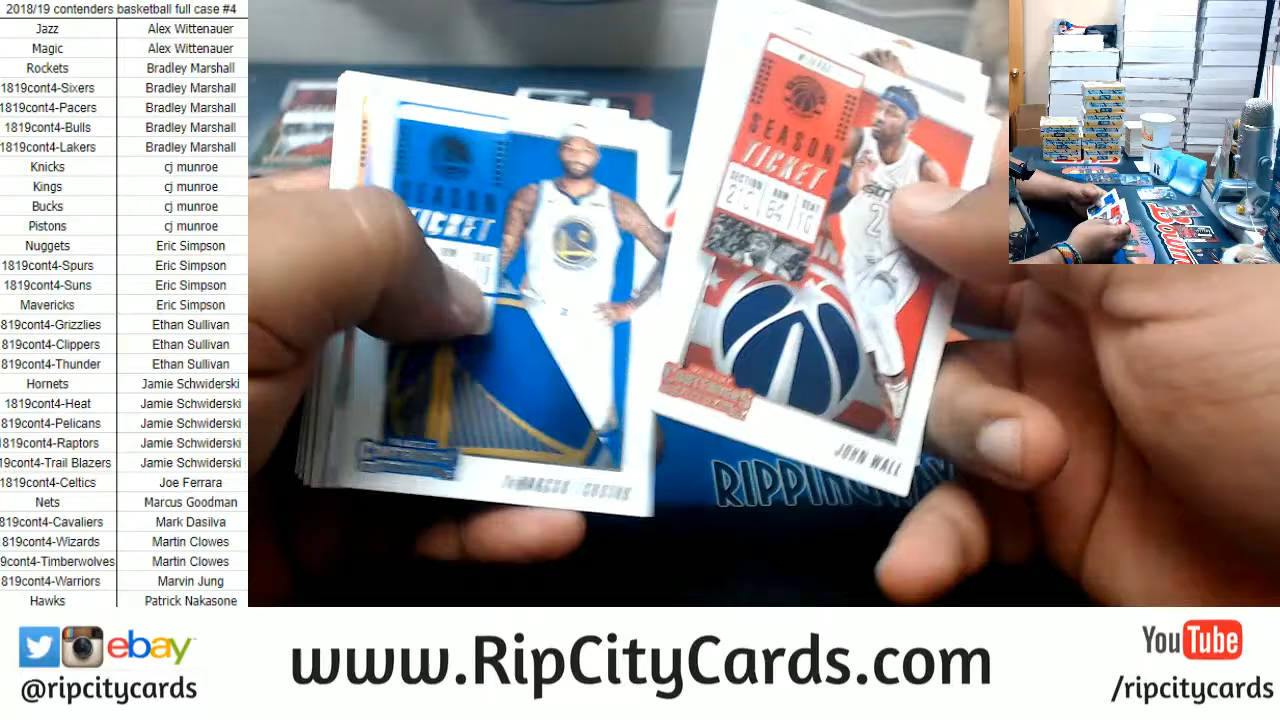 2018/19 contenders basketball full case #4
Jazz Alex Wittenauer
Magic Alex Wittenauer
Rockets Bradley Marshall
1819cont4-Sixers Bradley Marshall
1819cont4-Pacers Bradley Marshall
1819cont4-Bulls Bradley Marshall
1819cont4-Lakers Bradley Marshall
Knicks cj munroe
Kings cj munroe
Bucks cj munroe
Pistons cj munroe
Nuggets Eric Simpson
1819cont4-Spurs Eric Simpson
1819cont4-Suns Eric Simpson
Mavericks Eric Simpson
819cont4-Grizzlies Ethan Sullivan
819cont4-Clippers Ethan Sullivan
819cont4-Thunder Ethan Sullivan
Hornets Jamie Schwiderski
1819cont4-Heat Jamie Schwiderski
819cont4-Pelicans Jamie Schwiderski
819cont4-Raptors Jamie Schwiderski
19cont4-Trail Blazers Jamie Schwiderski
1819cont4-Celtics Joe Ferrara
Nets Marcus Goodman
819cont4-Cavaliers Mark Dasilva
819cont4-Wizards Martin Clowes
9cont4-Timberwolves Martin Clowes
819cont4-Warriors Marvin Jung
Hawks Patrick Nakasone
SEASON
TICKET
SEASON
TICKET
SECTION ROW SEAT
JOHN WALL
RIPPIN
ebay
@ripcitycards
www.RipCityCards.com
YouTube
/ripcitycards